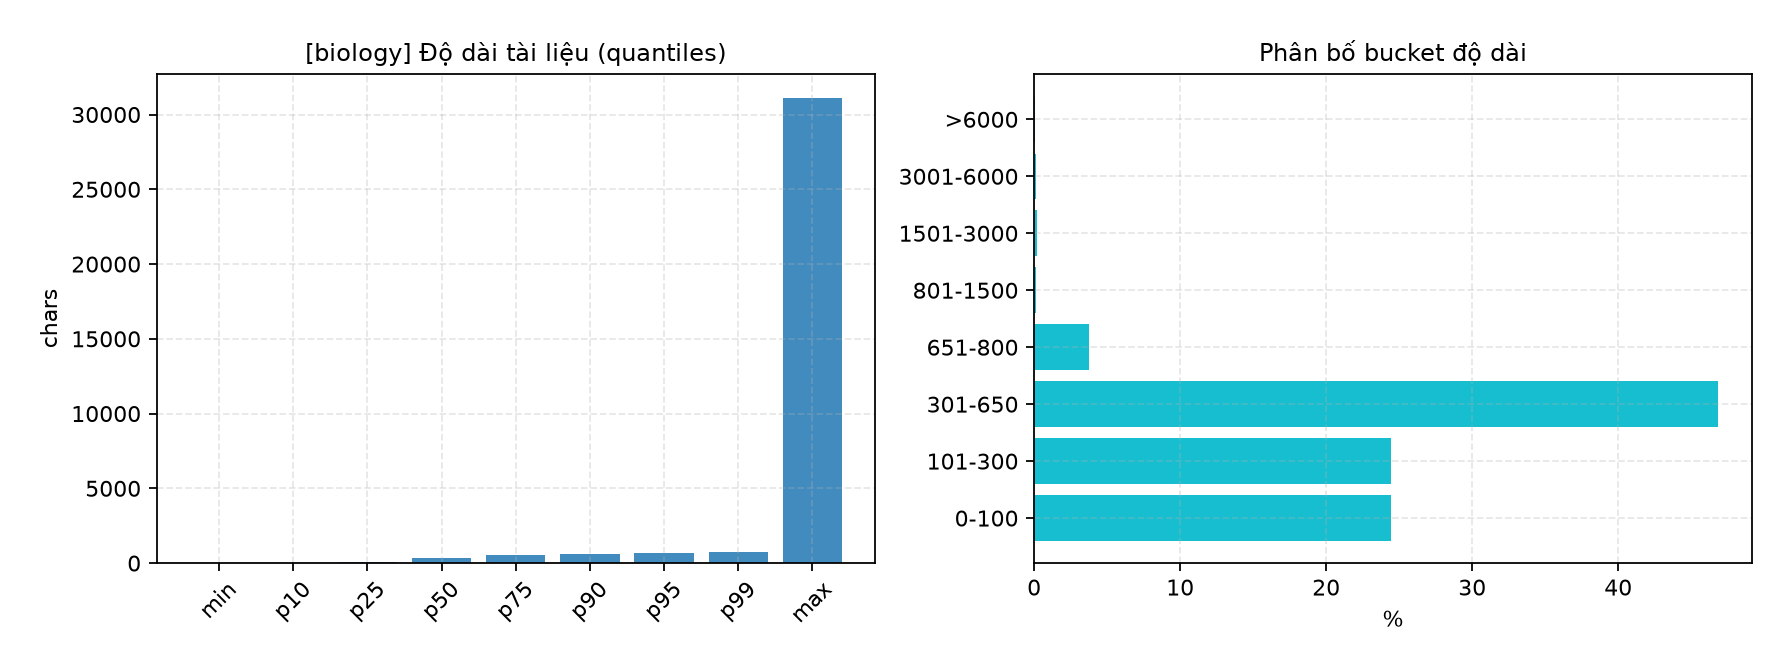 [biology] Độ dài tài liệu (quantiles)
chars
30000
25000
20000
15000
10000
5000
0
min
p10
p25
p50
p75
p90
p95
p99
max
Phân bố bucket độ dài
>6000
3001-6000
1501-3000
801-1500
651-800
301-650
101-300
0-100
0
10
20
30
40
%